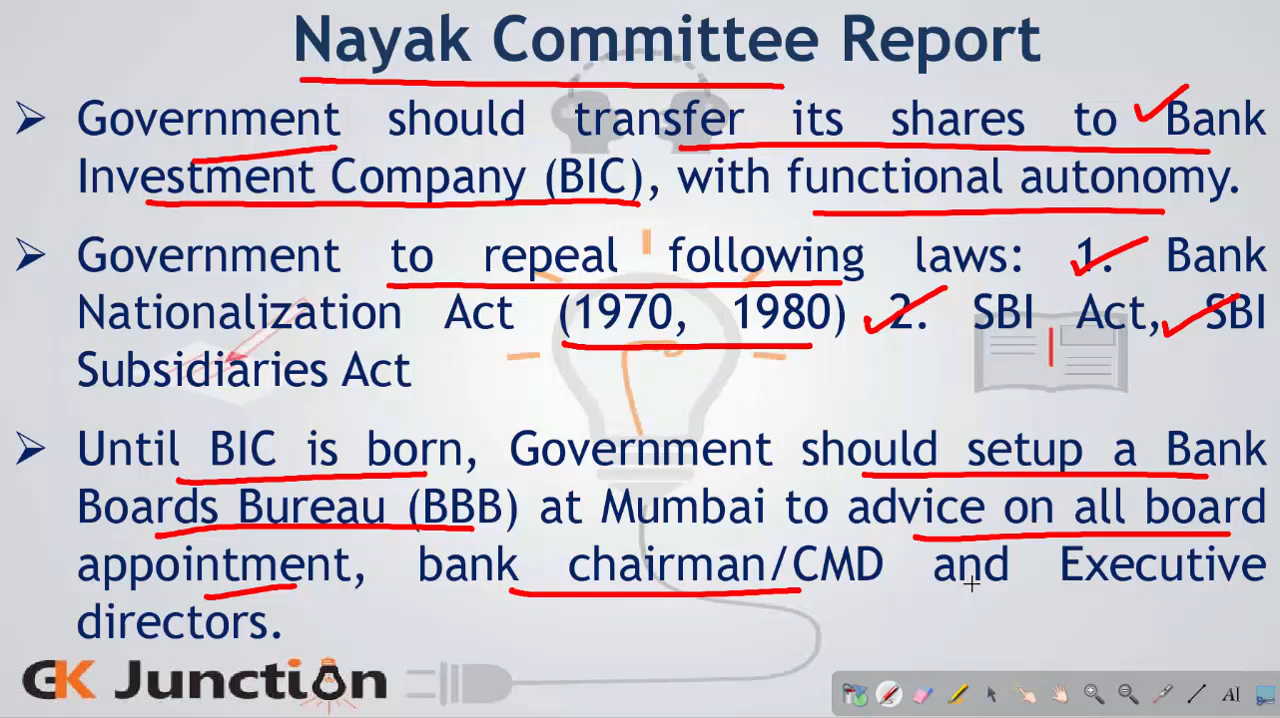 Nayak Committee Report
➢ Government should transfer its shares to Bank
Investment Company (BIC), with functional autonomy.
➢ Government to repeal following laws: 1. Bank
Nationalization Act (1970, 1980) 2. SBI Act, SBI
Subsidiaries Act
➢ Until BIC is born, Government should setup a Bank
Boards Bureau (BBB) at Mumbai to advice on all board
appointment, bank chairman/CMD and Executive
directors.
GK Junction